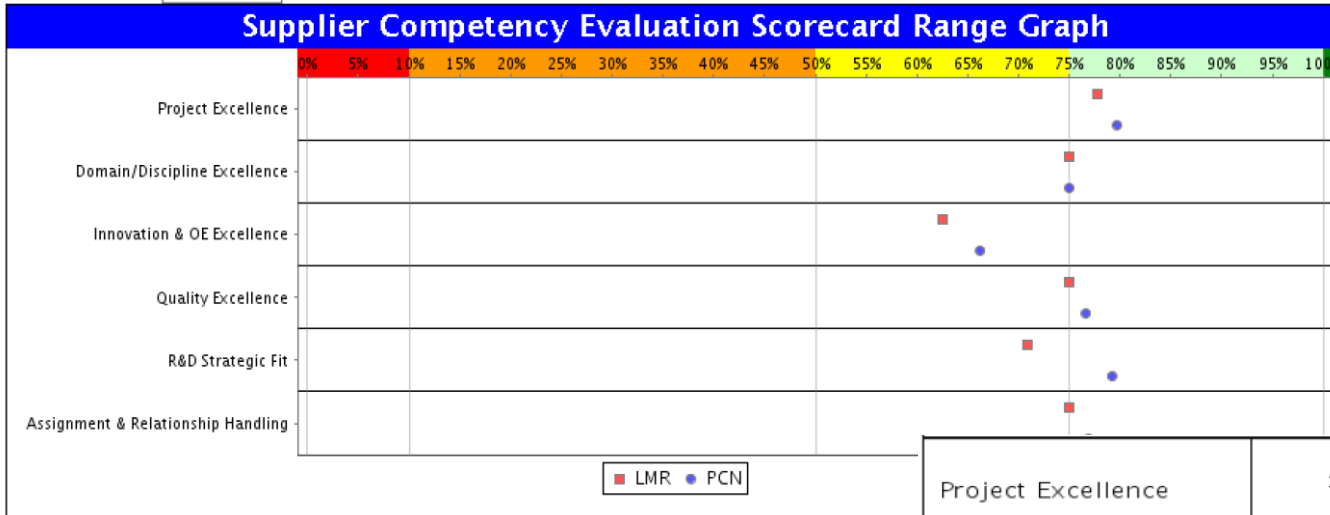 Supplier Competency Evaluation Scorecard Range Graph
0% 5% 10% 15% 20% 25% 30% 35% 40% 45% 50% 55% 60% 65% 70% 75% 80% 85% 90% 95% 100
Project Excellence
Domain/Discipline Excellence
Innovation & OE Excellence
Quality Excellence
R&D Strategic Fit
Assignment & Relationship Handling
LMR PCN
Project Excellence